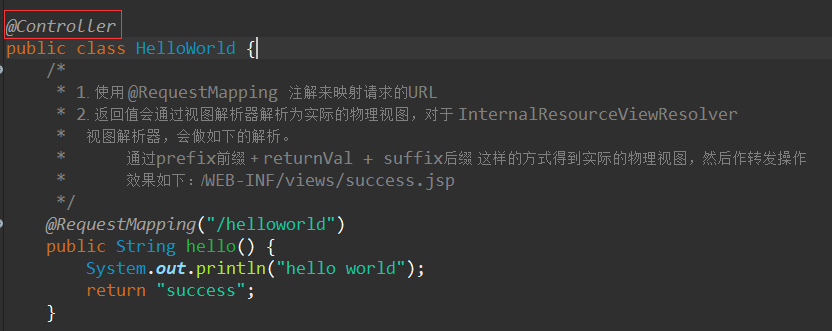 @Controller
public class HelloWorld {
/*
* 1. 使用 @RequestMapping 注解来映射请求的URL
* 2. 返回值会通过视图解析器解析为实际的物理视图，对于 InternalResourceViewResolver
* 视图解析器，会做如下的解析。
* 通过prefix前缀 + returnVal + suffix后缀 这样的方式得到实际的物理视图，然后作转发操作
* 效果如下：/WEB-INF/views/success.jsp
*/
@RequestMapping("/helloworld")
public String hello() {
System.out.println("hello world");
return "success";
}